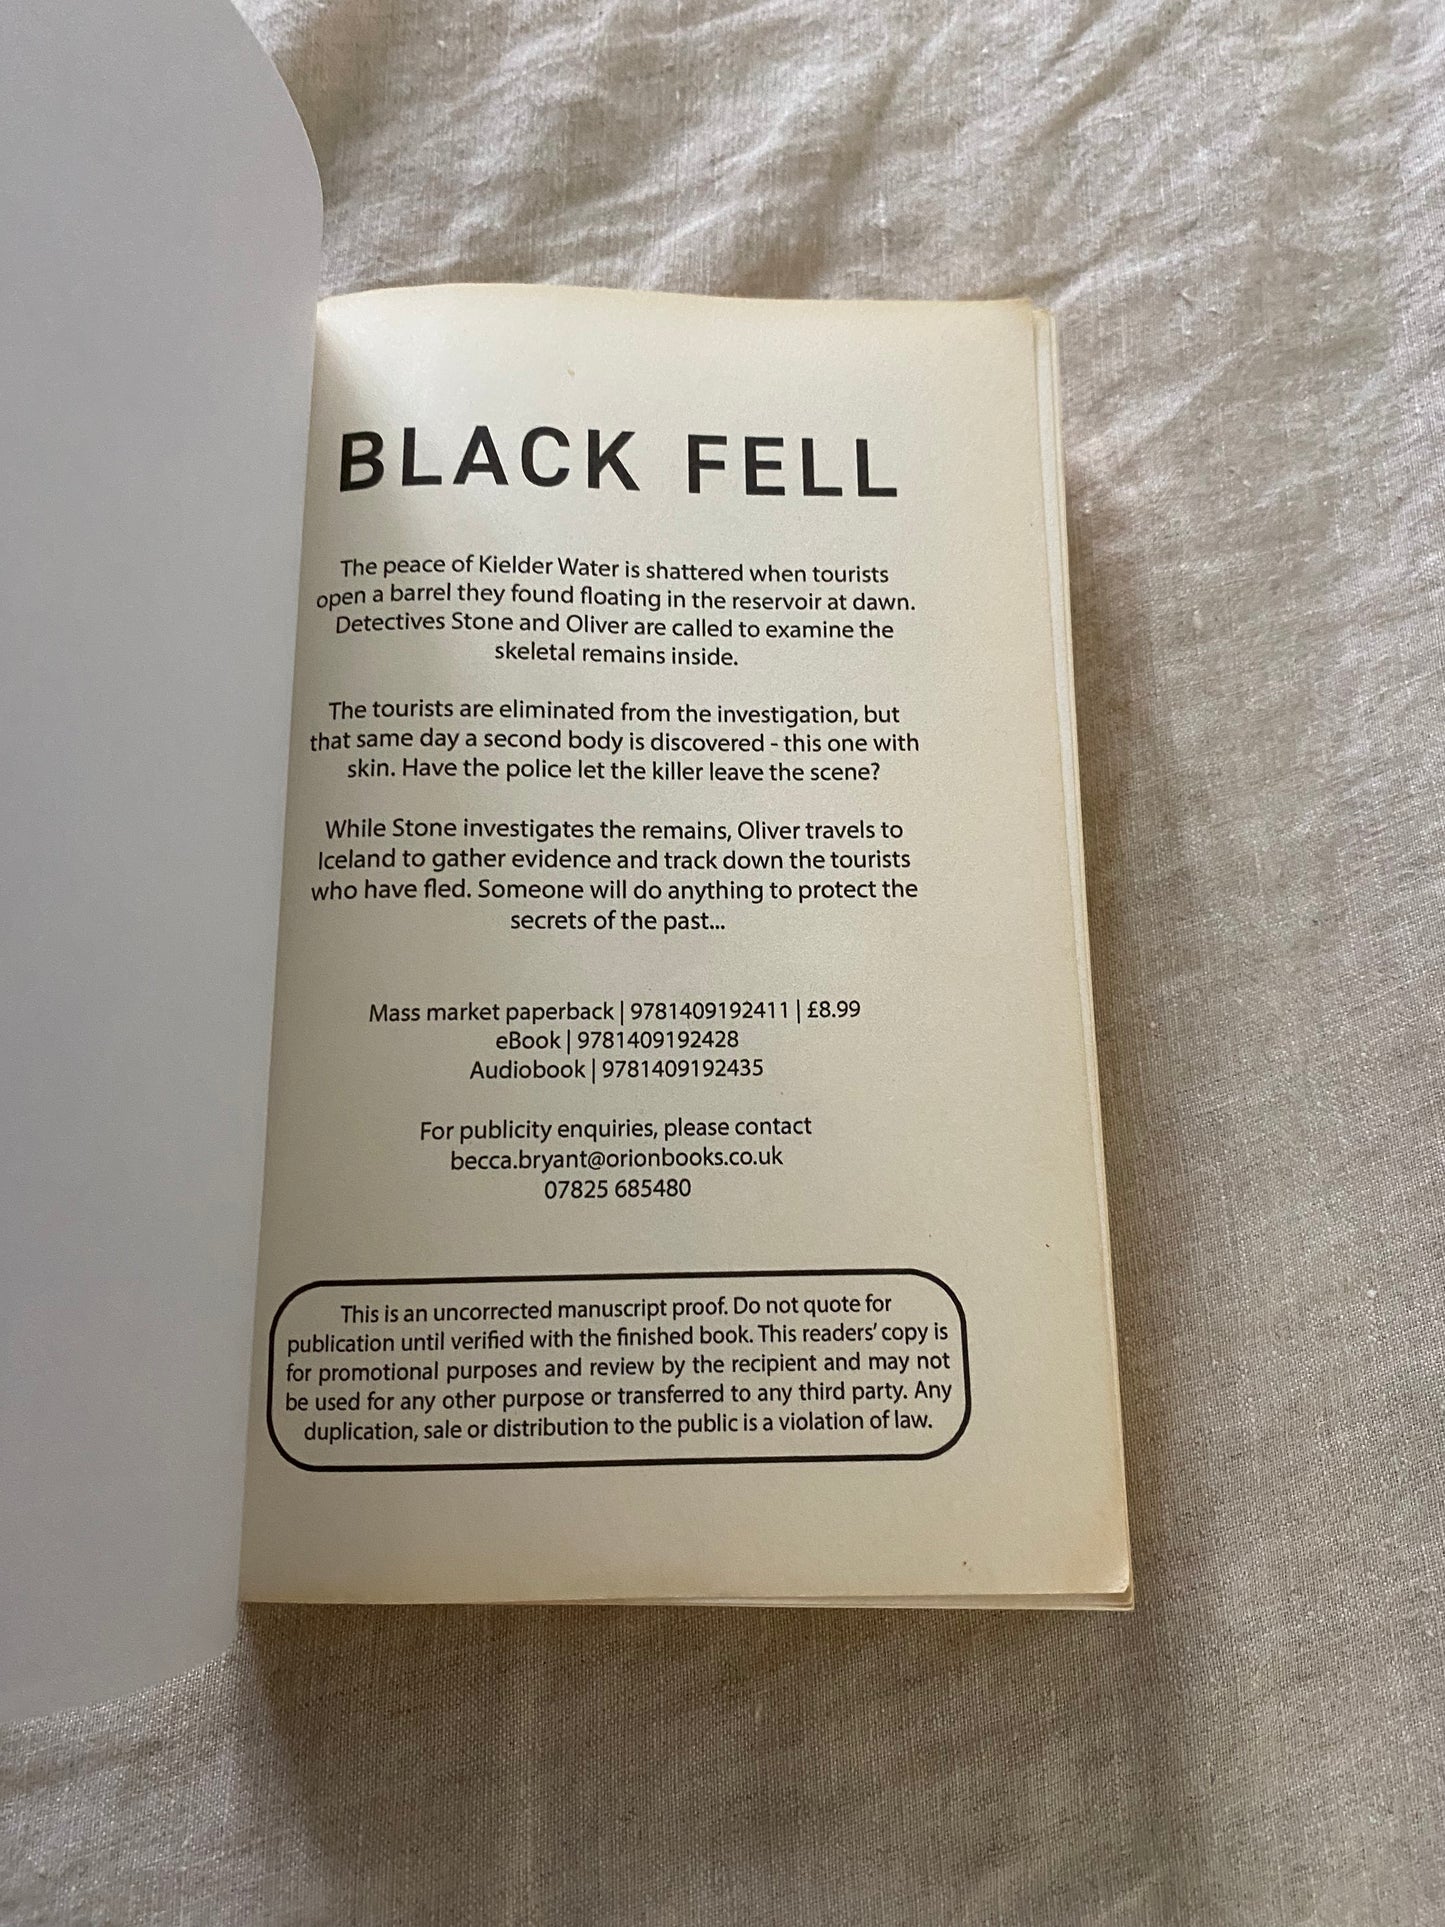 BLACK FELL
The peace of Kielder Water is shattered when tourists
open a barrel they found floating in the reservoir at dawn.
Detectives Stone and Oliver are called to examine the
skeletal remains inside.
The tourists are eliminated from the investigation, but
that same day a second body is discovered - this one with
skin. Have the police let the killer leave the scene?
While Stone investigates the remains, Oliver travels to
Iceland to gather evidence and track down the tourists
who have fled. Someone will do anything to protect the
secrets of the past...
Mass market paperback | 9781409192411 | £8.99
eBook | 9781409192428
Audiobook | 9781409192435
For publicity enquiries, please contact
becca.bryant@orionbooks.co.uk
07825 685480
This is an uncorrected manuscript proof. Do not quote for
publication until verified with the finished book. This readers' copy is
for promotional purposes and review by the recipient and may not
be used for any other purpose or transferred to any third party. Any
duplication, sale or distribution to the public is a violation of law.